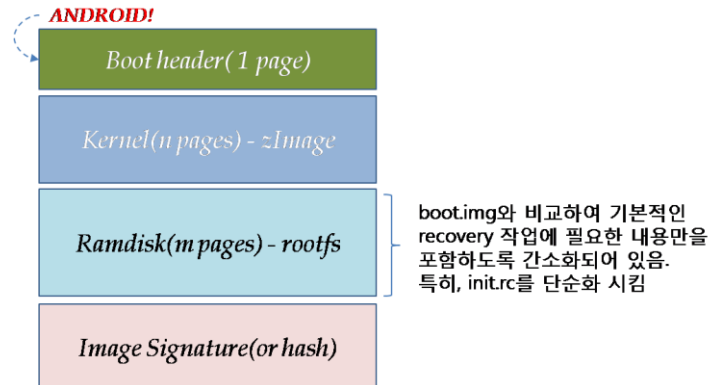 ANDROID!
Boot header( 1 page)
Kernel(n pages) - zImage
Ramdisk(m pages) - rootfs
boot.img와 비교하여 기본적인
recovery 작업에 필요한 내용만을
포함하도록 간소화되어 있음.
특히, init.rc를 단순화 시킴
Image Signature(or hash)